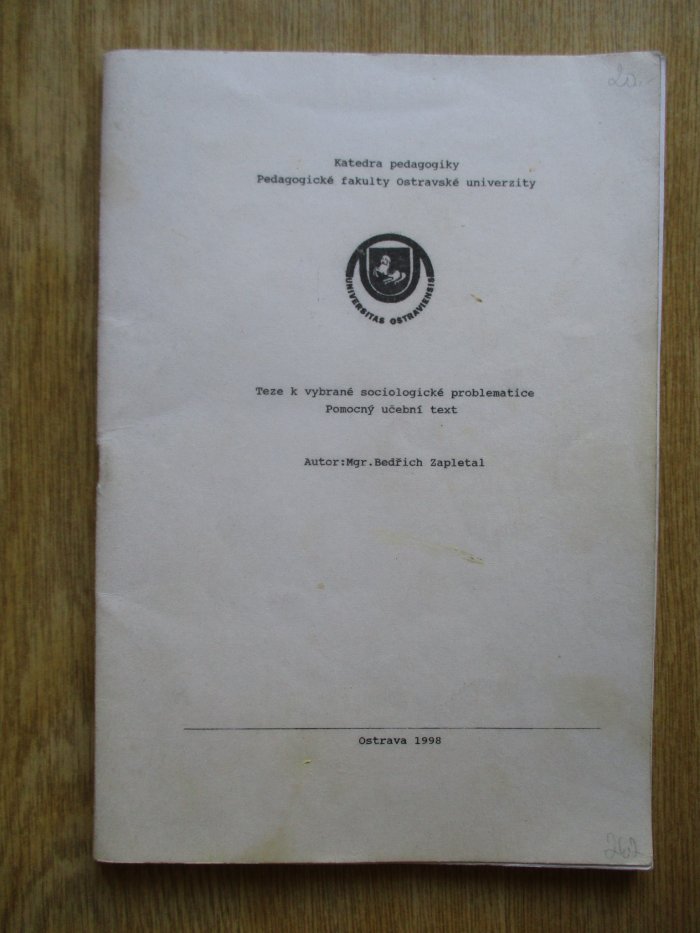 20.-
Katedra pedagogiky
Pedagogické fakulty Ostravské univerzity
UNIVERSITAS OSTRAVIENSIS
Teze k vybrané sociologické problematice
Pomocný učební text
Autor:Mgr.Bedřich Zapletal
Ostrava 1998